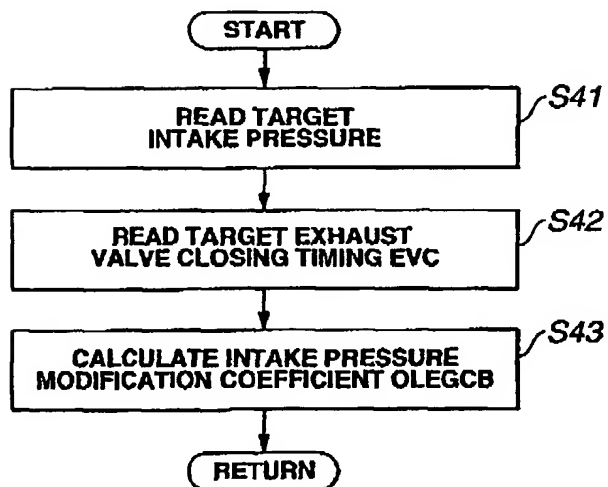 START
READ TARGET
INTAKE PRESSURE
S41
READ TARGET EXHAUST
VALVE CLOSING TIMING EVC
S42
CALCULATE INTAKE PRESSURE
MODIFICATION COEFFICIENT OLEGCB
S43
RETURN